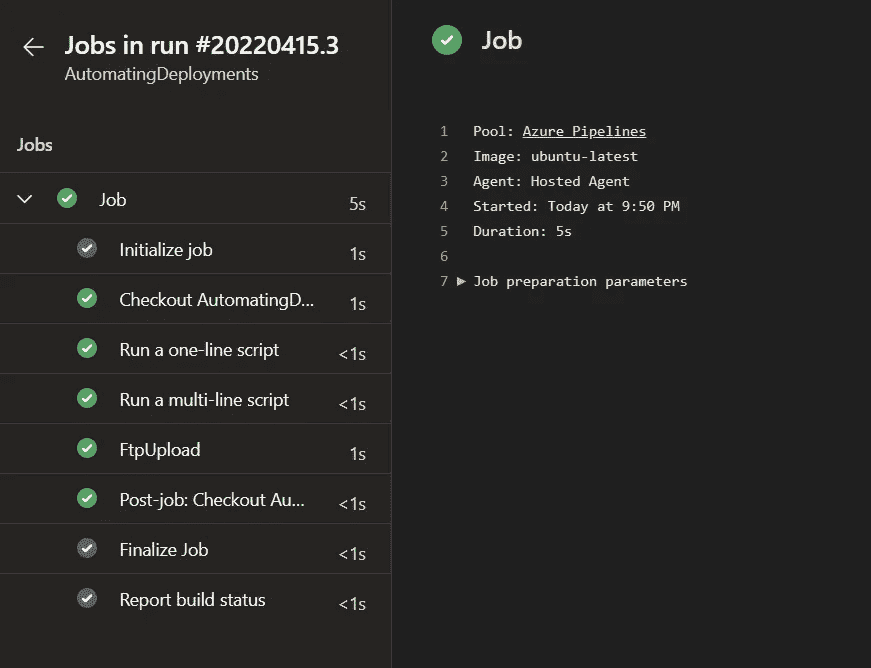 Jobs in run #20220415.3
AutomatingDeployments
Jobs
Job 5s
Initialize job 1s
Checkout AutomatingD... 1s
Run a one-line script <1s
Run a multi-line script <1s
FtpUpload 1s
Post-job: Checkout Au... <1s
Finalize Job <1s
Report build status <1s
Job
1 Pool: Azure Pipelines
2 Image: ubuntu-latest
3 Agent: Hosted Agent
4 Started: Today at 9:50 PM
5 Duration: 5s
6
7 Job preparation parameters